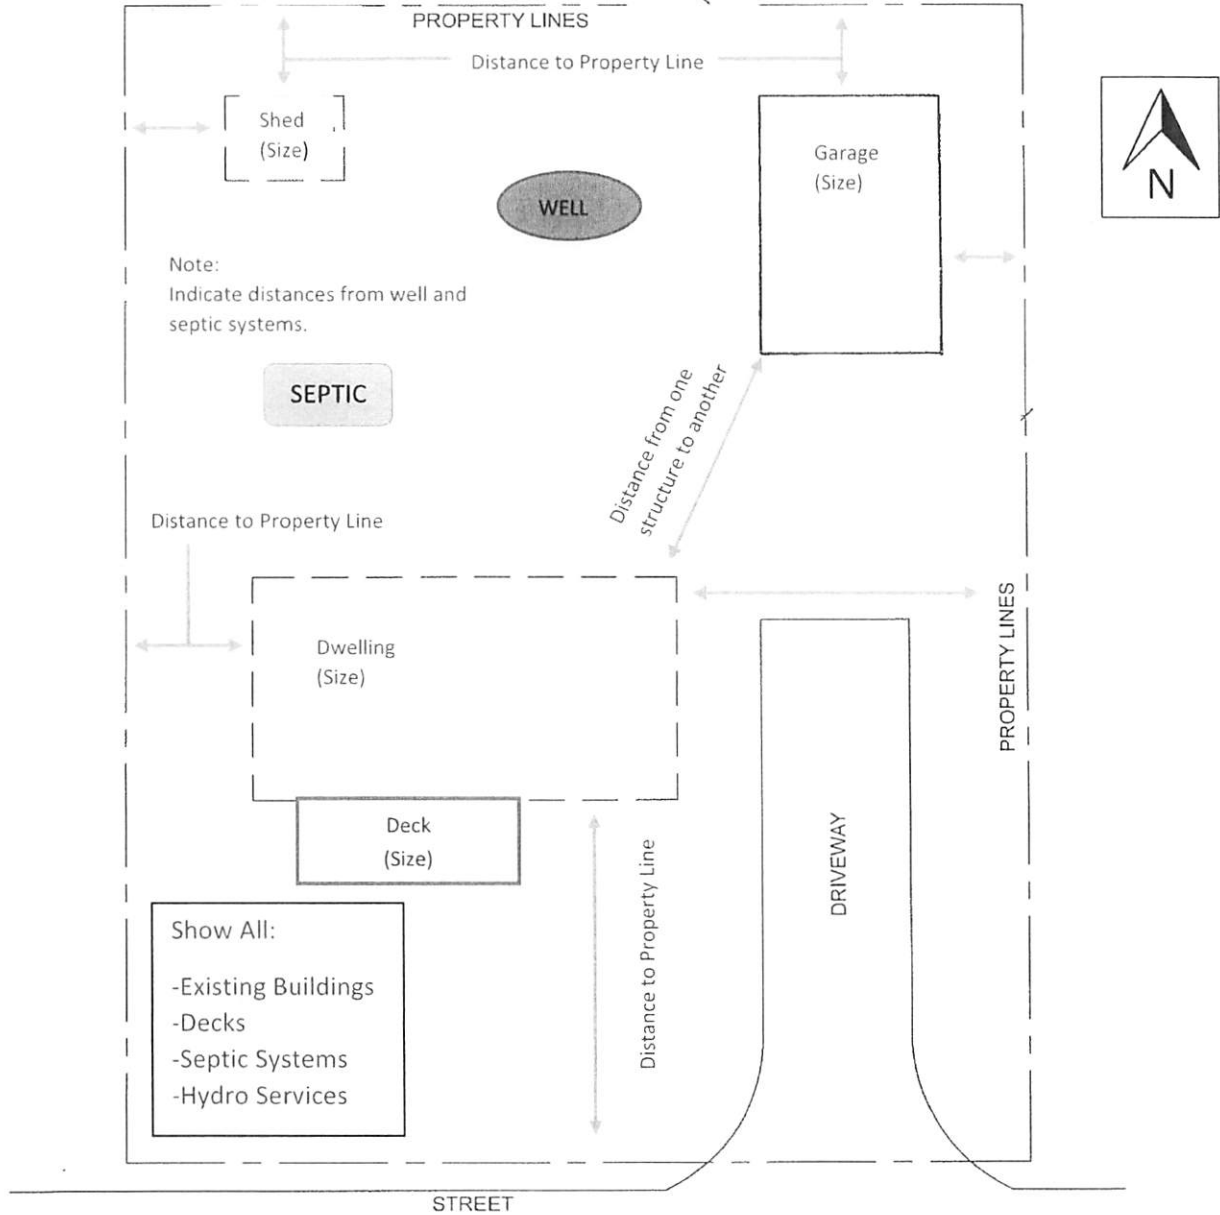 PROPERTY LINES
Distance to Property Line
Shed
(Size)
Garage
(Size)
N
WELL
Note:
Indicate distances from well and
septic systems.
SEPTIC
Distance from one
structure to another
Distance to Property Line
PROPERTY LINES
Dwelling
(Size)
Deck
(Size)
DRIVEWAY
Distance to Property Line
Show All:
-Existing Buildings
-Decks
-Septic Systems
-Hydro Services
STREET